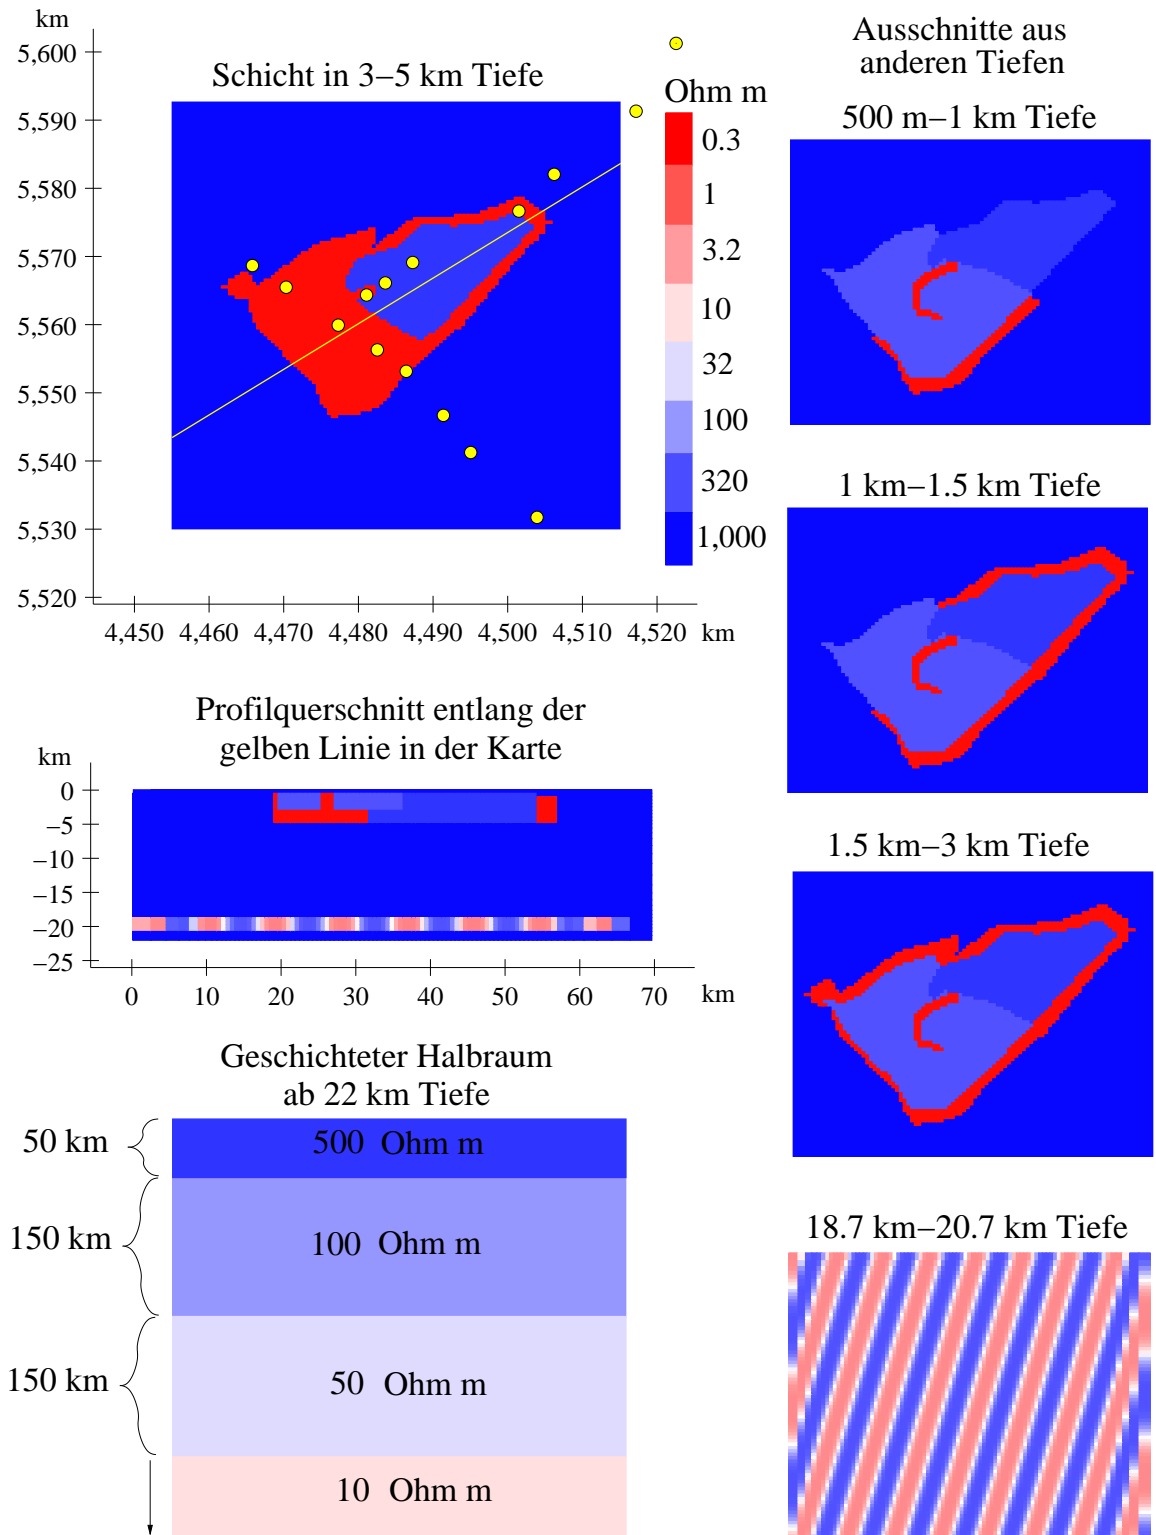 km
5,600
5,590
5,580
5,570
5,560
5,550
5,540
5,530
5,520
4,450 4,460 4,470 4,480 4,490 4,500 4,510 4,520 km
Schicht in 3–5 km Tiefe
Ohm m
0.3
1
3.2
10
32
100
320
1,000
Ausschnitte aus
anderen Tiefen
500 m–1 km Tiefe
1 km–1.5 km Tiefe
1.5 km–3 km Tiefe
18.7 km–20.7 km Tiefe
Profilquerschnitt entlang der
gelben Linie in der Karte
km
0
−5
−10
−15
−20
−25
0 10 20 30 40 50 60 70 km
Geschichteter Halbraum
ab 22 km Tiefe
50 km
500 Ohm m
150 km
100 Ohm m
150 km
50 Ohm m
10 Ohm m